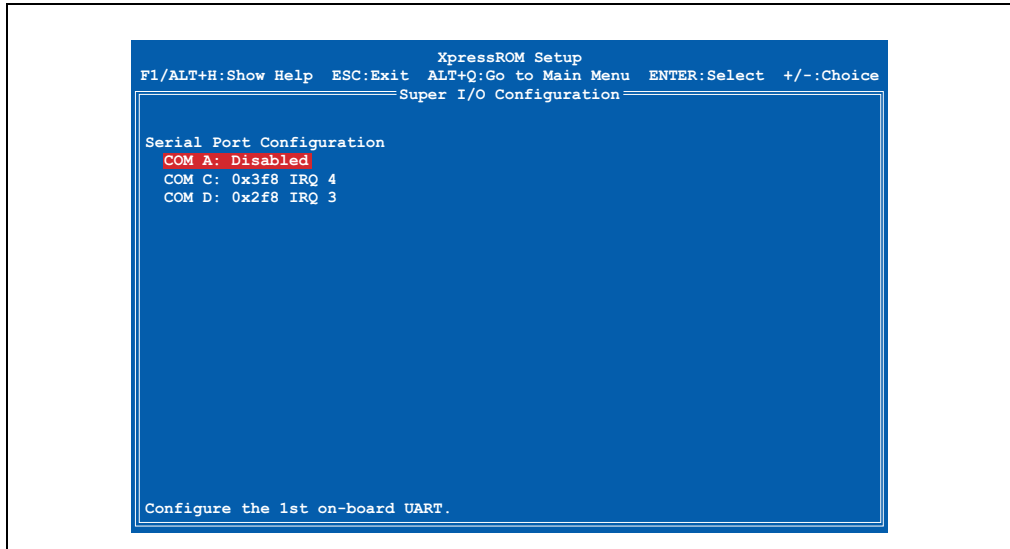 XpressROM Setup
F1/ALT+H:Show Help ESC:Exit ALT+Q:Go to Main Menu ENTER:Select +/-:Choice
Super I/O Configuration
Serial Port Configuration
COM A: Disabled
COM C: 0x3f8 IRQ 4
COM D: 0x2f8 IRQ 3
Configure the 1st on-board UART.